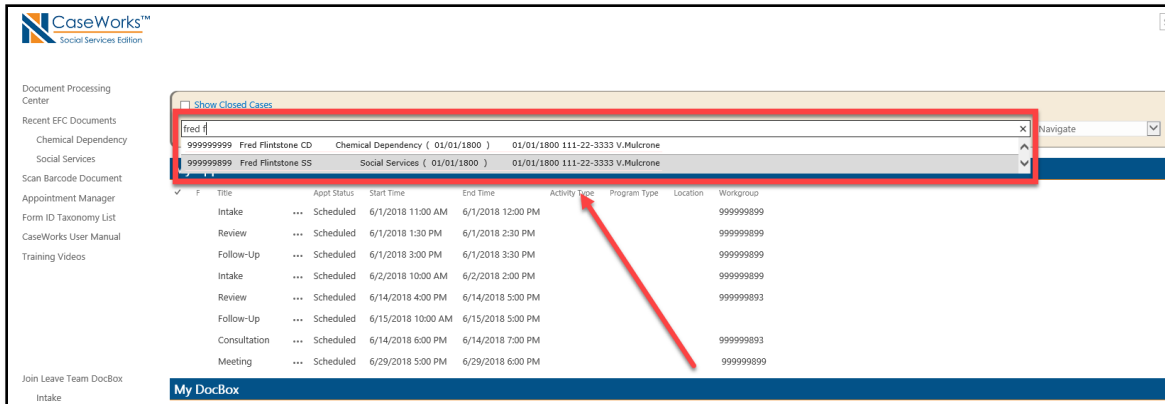 CaseWorks™
Social Services Edition
Document Processing
Center
Recent EFC Documents
Chemical Dependency
Social Services
Scan Barcode Document
Appointment Manager
Form ID Taxonomy List
CaseWorks User Manual
Training Videos
Join Leave Team DocBox
Intake
Show Closed Cases
fred f
Navigate
999999999 Fred Flintstone CD Chemical Dependency ( 01/01/1800 ) 01/01/1800 111-22-3333 V.Mulcrone
999999899 Fred Flintstone SS Social Services ( 01/01/1800 ) 01/01/1800 111-22-3333 V.Mulcrone
F Title Appt Status Start Time End Time Activity Type Program Type Location Workgroup
Intake ... Scheduled 6/1/2018 11:00 AM 6/1/2018 12:00 PM 999999899
Review ... Scheduled 6/1/2018 1:30 PM 6/1/2018 2:30 PM 999999899
Follow-Up ... Scheduled 6/1/2018 3:00 PM 6/1/2018 3:30 PM 999999899
Intake ... Scheduled 6/2/2018 10:00 AM 6/2/2018 2:00 PM 999999899
Review ... Scheduled 6/14/2018 4:00 PM 6/14/2018 5:00 PM 999999893
Follow-Up ... Scheduled 6/15/2018 10:00 AM 6/15/2018 5:00 PM
Consultation ... Scheduled 6/14/2018 6:00 PM 6/14/2018 7:00 PM 999999893
Meeting ... Scheduled 6/29/2018 5:00 PM 6/29/2018 6:00 PM 999999899
My DocBox